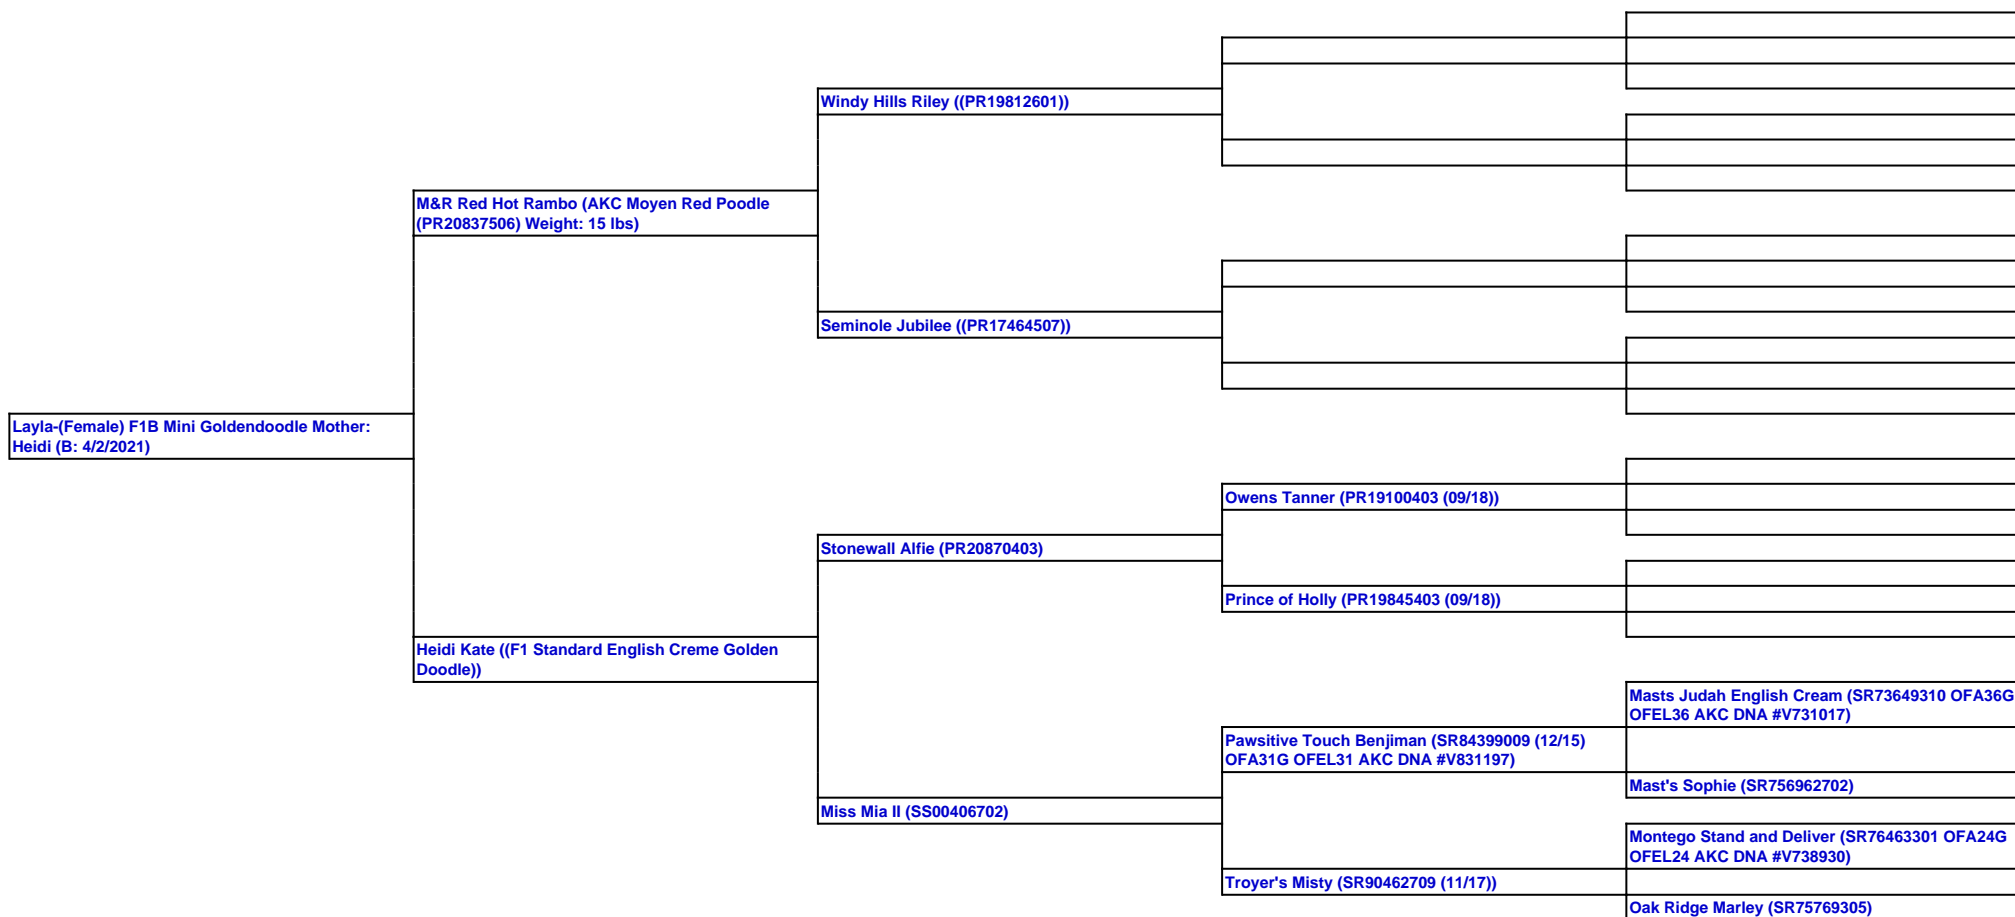 Windy Hills Riley ((PR19812601))
M&R Red Hot Rambo (AKC Moyen Red Poodle
(PR20837506) Weight: 15 lbs)
Seminole Jubilee ((PR17464507))
Layla-(Female) F1B Mini Goldendoodle Mother:
Heidi (B: 4/2/2021)
Owens Tanner (PR19100403 (09/18))
Stonewall Alfie (PR20870403)
Prince of Holly (PR19845403 (09/18))
Heidi Kate ((F1 Standard English Creme Golden
Doodle))
Masts Judah English Cream (SR73649310 OFA36G
OFEL36 AKC DNA #V731017)
Pawsitive Touch Benjiman (SR84399009 (12/15)
OFA31G OFEL31 AKC DNA #V831197)
Mast's Sophie (SR756962702)
Miss Mia II (SS00406702)
Montego Stand and Deliver (SR76463301 OFA24G
OFEL24 AKC DNA #V738930)
Troyer's Misty (SR90462709 (11/17))
Oak Ridge Marley (SR75769305)